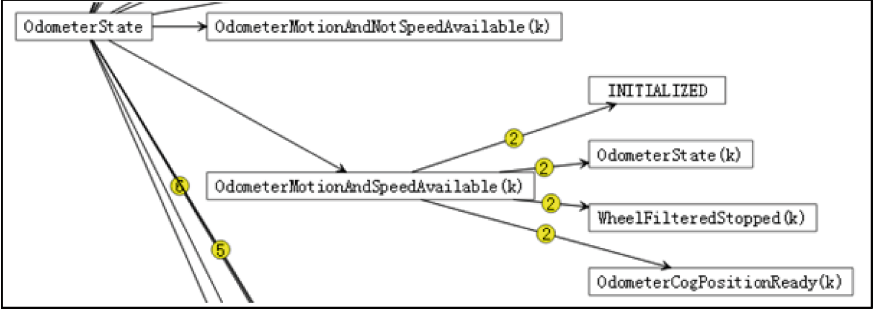 OdometerState
OdometerMotionAndNotSpeedAvailable(k)
INITIALIZED
2
OdometerState(k)
2
OdometerMotionAndSpeedAvailable(k)
6
2
WheelFilteredStopped(k)
2
5
OdometerCogPositionReady(k)